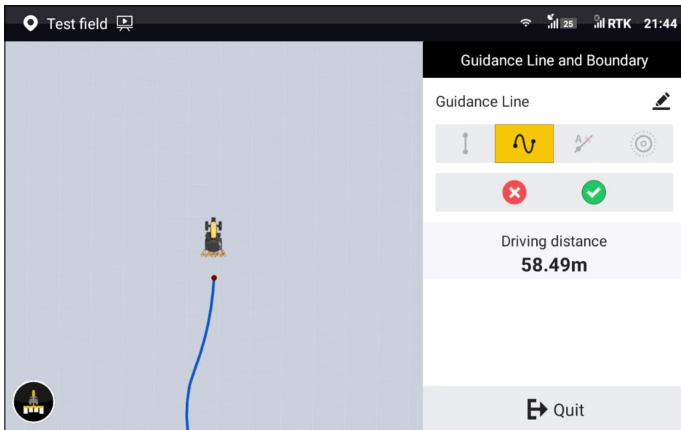 Test field
25
RTK 21:44
Guidance Line and Boundary
Guidance Line
A
Driving distance
58.49m
Quit